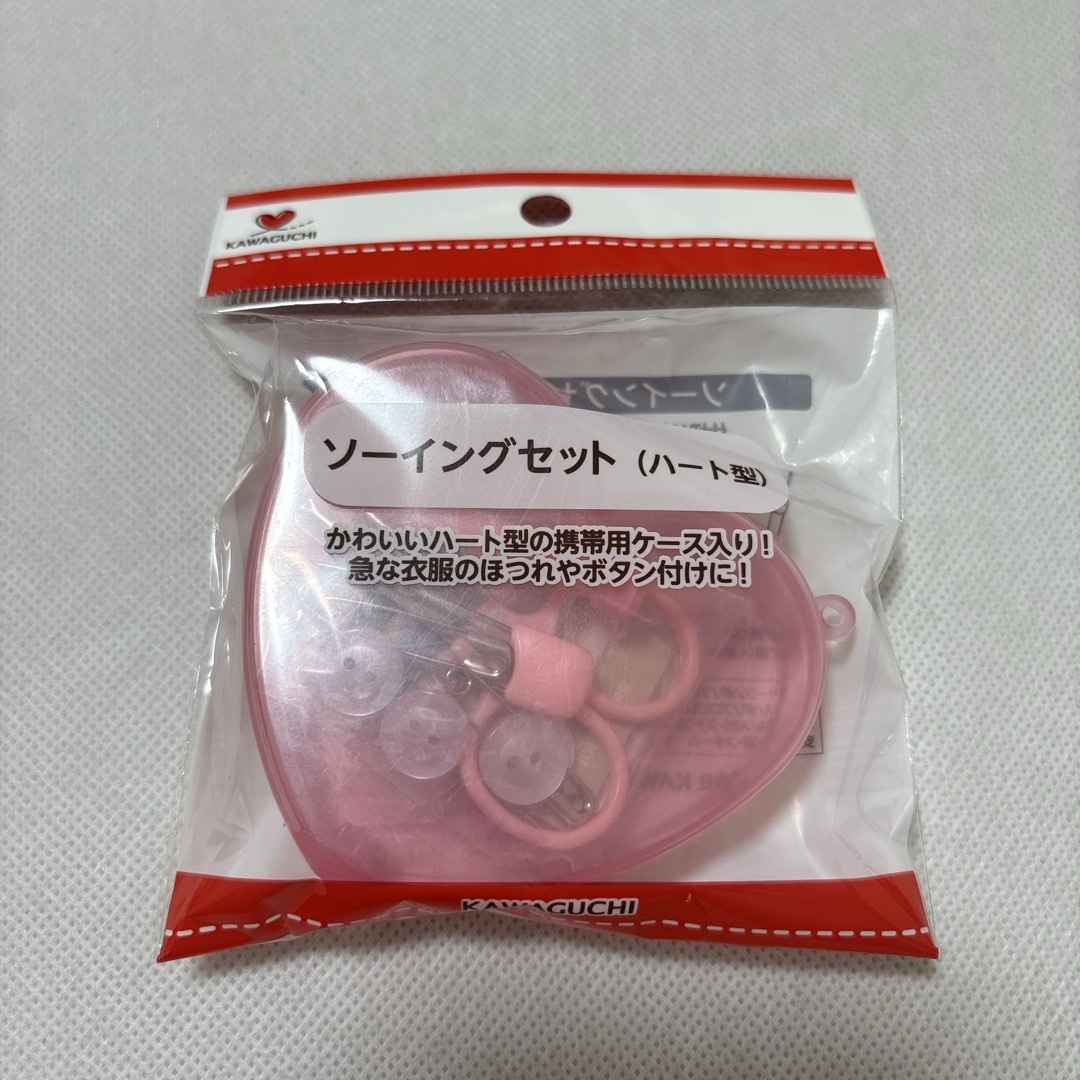 KAWAGUCHI
ソーイングセット（ハート型）
かわいいハート型の携帯用ケース入り！
急な衣服のほつれやボタン付けに！
KAWAGUCHI